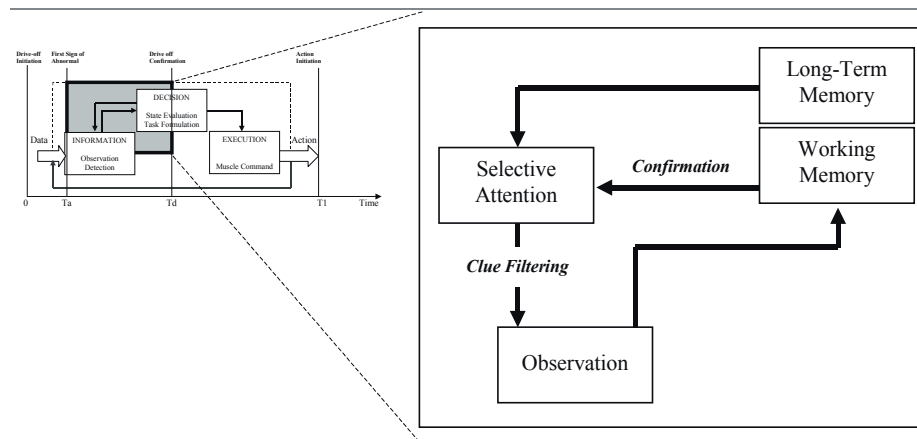 Drive-off
Initiation
First Sign of
Abnormal
Drive off
Confirmation
Action
Initiation
DECISION
State Evaluation
Task Formulation
Data
INFORMATION
Observation
Detection
EXECUTION
Muscle Command
Action
0
Ta
Td
T1
Time
Long-Term
Memory
Working
Memory
Selective
Attention
Confirmation
Clue Filtering
Observation